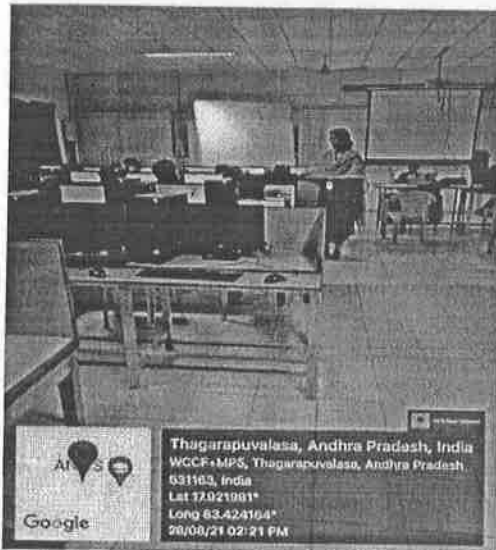 Thagarapuvalasa, Andhra Pradesh, India
WCCF+MP5, Thagarapuvalasa, Andhra Pradesh
531163, India
Lat 17.921981°
Long 83.424164°
28/08/21 02:21 PM
Google